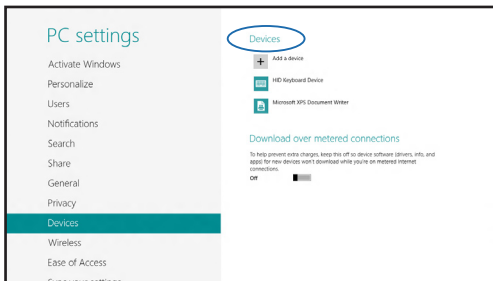 PC settings
Activate Windows
Personalize
Users
Notifications
Search
Share
General
Privacy
Devices
Wireless
Ease of Access
Sync your settings
Devices
Add a device
HID Keyboard Device
Microsoft XPS Document Writer
Download over metered connections
To help prevent extra charges, keep this off so device software (drivers, info, and
apps) for new devices won't download while you're on metered Internet
connections.
Off